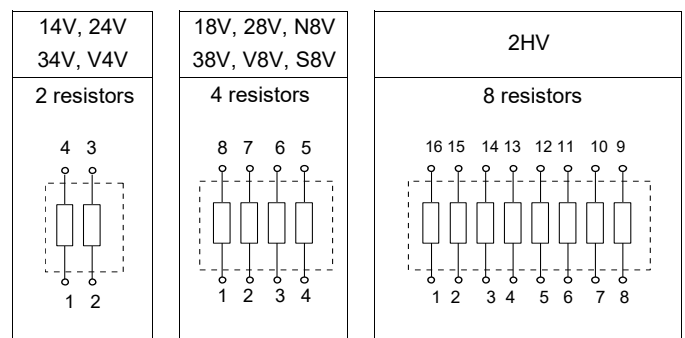 14V, 24V
34V, V4V
2 resistors
4 3
1 2
18V, 28V, N8V
38V, V8V, S8V
4 resistors
8 7 6 5
1 2 3 4
2HV
8 resistors
16 15 14 13 12 11 10 9
1 2 3 4 5 6 7 8